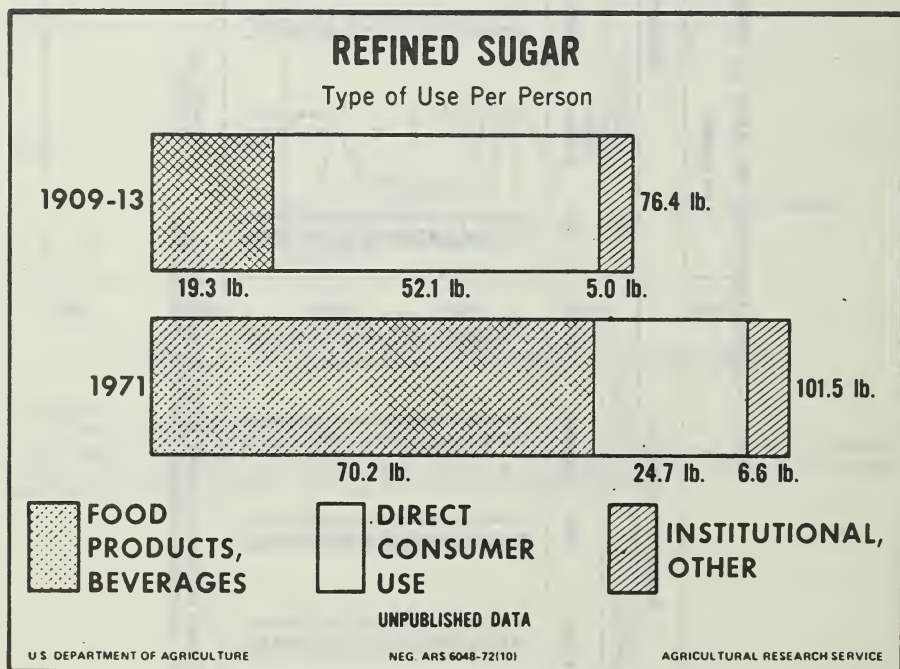 REFINED SUGAR
Type of Use Per Person
1909-13
76.4 lb.
19.3 lb.
52.1 lb.
5.0 lb.
1971
101.5 lb.
70.2 lb.
24.7 lb.
6.6 lb.
FOOD
PRODUCTS,
BEVERAGES
DIRECT
CONSUMER
USE
INSTITUTIONAL,
OTHER
UNPUBLISHED DATA
U.S. DEPARTMENT OF AGRICULTURE
NEG. ARS 6048-72(10)
AGRICULTURAL RESEARCH SERVICE